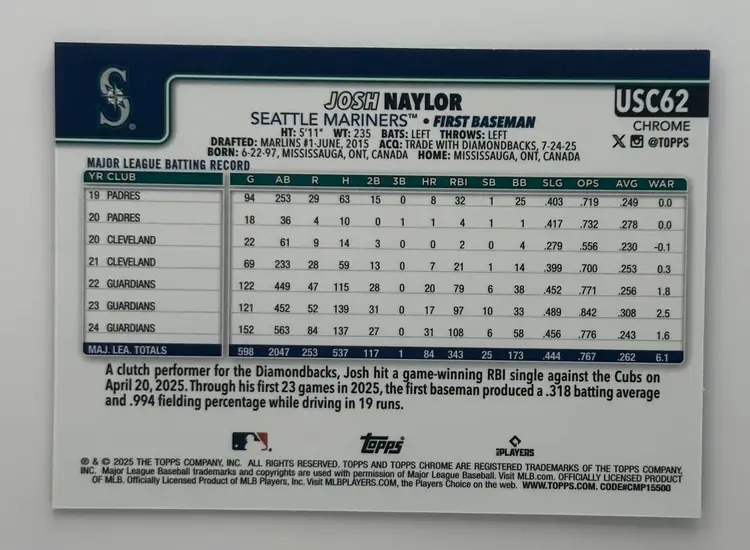 S
JOSH NAYLOR
SEATTLE MARINERS™ • FIRST BASEMAN
HT: 5'11" WT: 235 BATS: LEFT THROWS: LEFT
DRAFTED: MARLINS #1-JUNE, 2015 ACQ: TRADE WITH DIAMONDBACKS, 7-24-25
BORN: 6-22-97, MISSISSAUGA, ONT, CANADA HOME: MISSISSAUGA, ONT, CANADA
USC62
CHROME
X @TOPPS
MAJOR LEAGUE BATTING RECORD
YR CLUB G AB R H 2B 3B HR RBI SB BB SLG OPS AVG WAR
19 PADRES 94 253 29 63 15 0 8 32 1 25 .403 .719 .249 0.0
20 PADRES 18 36 4 10 0 1 1 4 1 1 .417 .732 .278 0.0
20 CLEVELAND 22 61 9 14 3 0 0 2 0 4 .279 .556 .230 -0.1
21 CLEVELAND 69 233 28 59 13 0 7 21 1 14 .399 .700 .253 0.3
22 GUARDIANS 122 449 47 115 28 0 20 79 6 38 .452 .771 .256 1.8
23 GUARDIANS 121 452 52 139 31 0 17 97 10 33 .489 .842 .308 2.5
24 GUARDIANS 152 563 84 137 27 0 31 108 6 58 .456 .776 .243 1.6
MAJ. LEA. TOTALS 598 2047 253 537 117 1 84 343 25 173 .444 .767 .262 6.1
A clutch performer for the Diamondbacks, Josh hit a game-winning RBI single against the Cubs on
April 20, 2025. Through his first 23 games in 2025, the first baseman produced a .318 batting average
and .994 fielding percentage while driving in 19 runs.
Topps
PLAYERS
® & © 2025 THE TOPPS COMPANY, INC. ALL RIGHTS RESERVED. TOPPS AND TOPPS CHROME ARE REGISTERED TRADEMARKS OF THE TOPPS COMPANY,
INC. Major League Baseball trademarks and copyrights are used with permission of Major League Baseball. Visit MLB.com. OFFICIALLY LICENSED PRODUCT
OF MLB. Officially Licensed Product of MLB Players, Inc. Visit MLBPLAYERS.COM, the Players Choice on the web. WWW.TOPPS.COM. CODE#CMP15500